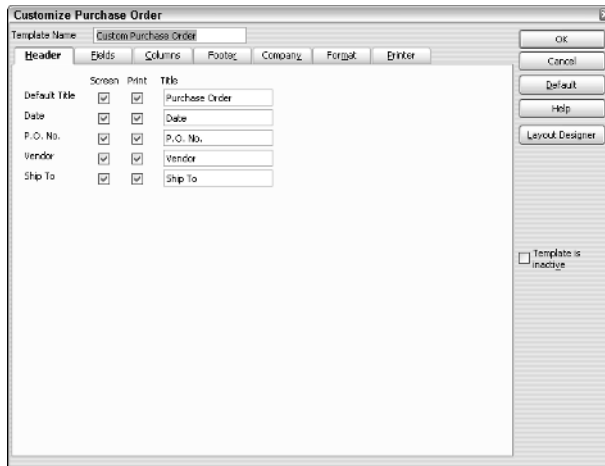 Customize Purchase Order
Template Name Custom Purchase Order
Header Fields Columns Footer Company Format Printer
OK
Cancel
Default
Help
Layout Designer
Screen Print Title
Default Title Purchase Order
Date Date
P.O. No. P.O. No.
Vendor Vendor
Ship To Ship To
Template is
inactive